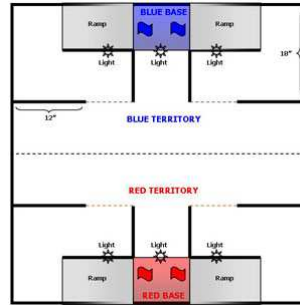 BLUE BASE
Ramp
Ramp
Light
Light
18"
12"
BLUE TERRITORY
RED TERRITORY
Light
Light
Light
Ramp
Ramp
RED BASE